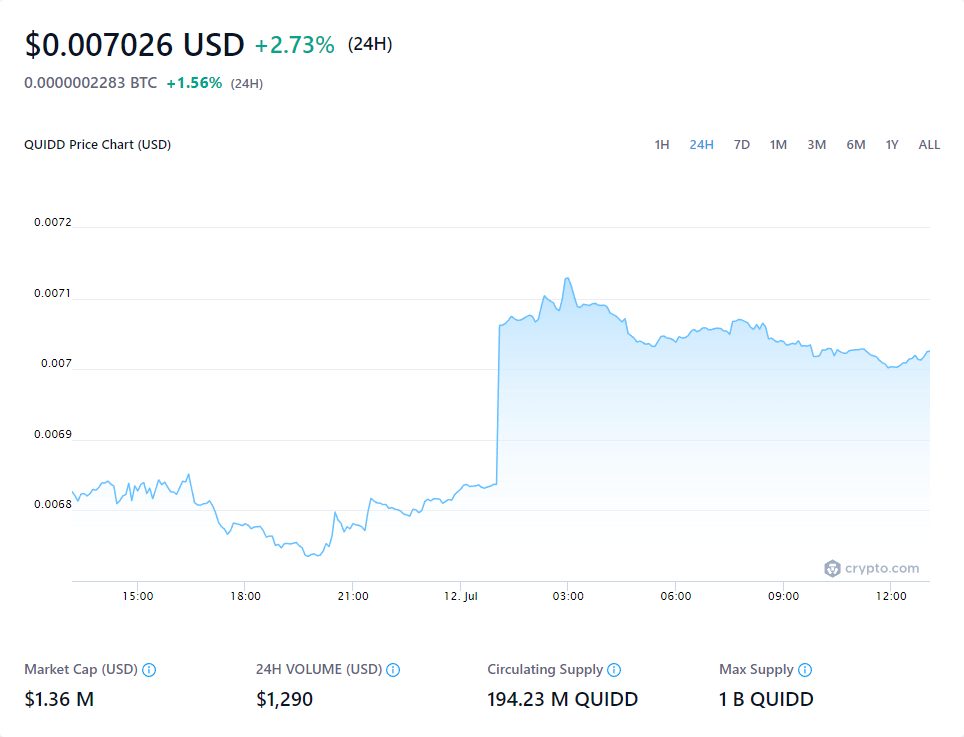 $0.007026 USD +2.73% (24H)
0.0000002283 BTC +1.56% (24H)
QUIDD Price Chart (USD) 1H 24H 7D 1M 3M 6M 1Y ALL
0.0072
0.0071
0.007
0.0069
0.0068
crypto.com
15:00 18:00 21:00 12. Jul 03:00 06:00 09:00 12:00
Market Cap (USD) 24H VOLUME (USD) Circulating Supply Max Supply
$1.36 M $1,290 194.23 M QUIDD 1 B QUIDD